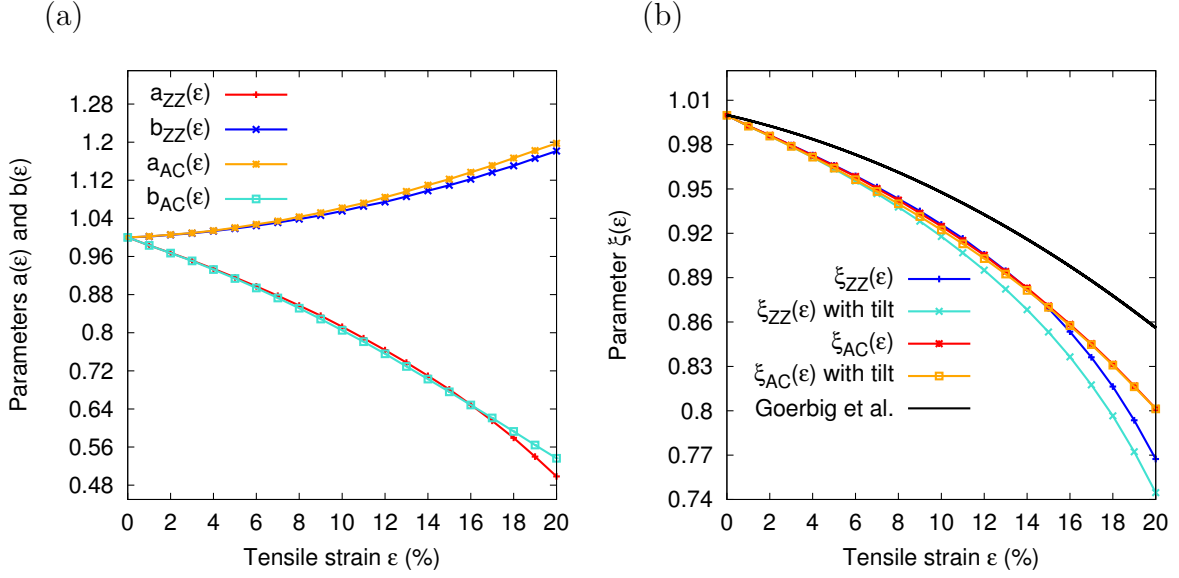 (a)
Parameters a(ε) and b(ε)
1.28
1.2
1.12
1.04
0.96
0.88
0.8
0.72
0.64
0.56
0.48
a_ZZ(ε)
b_ZZ(ε)
a_AC(ε)
b_AC(ε)
0 2 4 6 8 10 12 14 16 18 20
Tensile strain ε (%)
(b)
Parameter ξ(ε)
1.01
0.98
0.95
0.92
0.89
0.86
0.83
0.8
0.77
0.74
ξ_ZZ(ε)
ξ_ZZ(ε) with tilt
ξ_AC(ε)
ξ_AC(ε) with tilt
Goerbig et al.
0 2 4 6 8 10 12 14 16 18 20
Tensile strain ε (%)